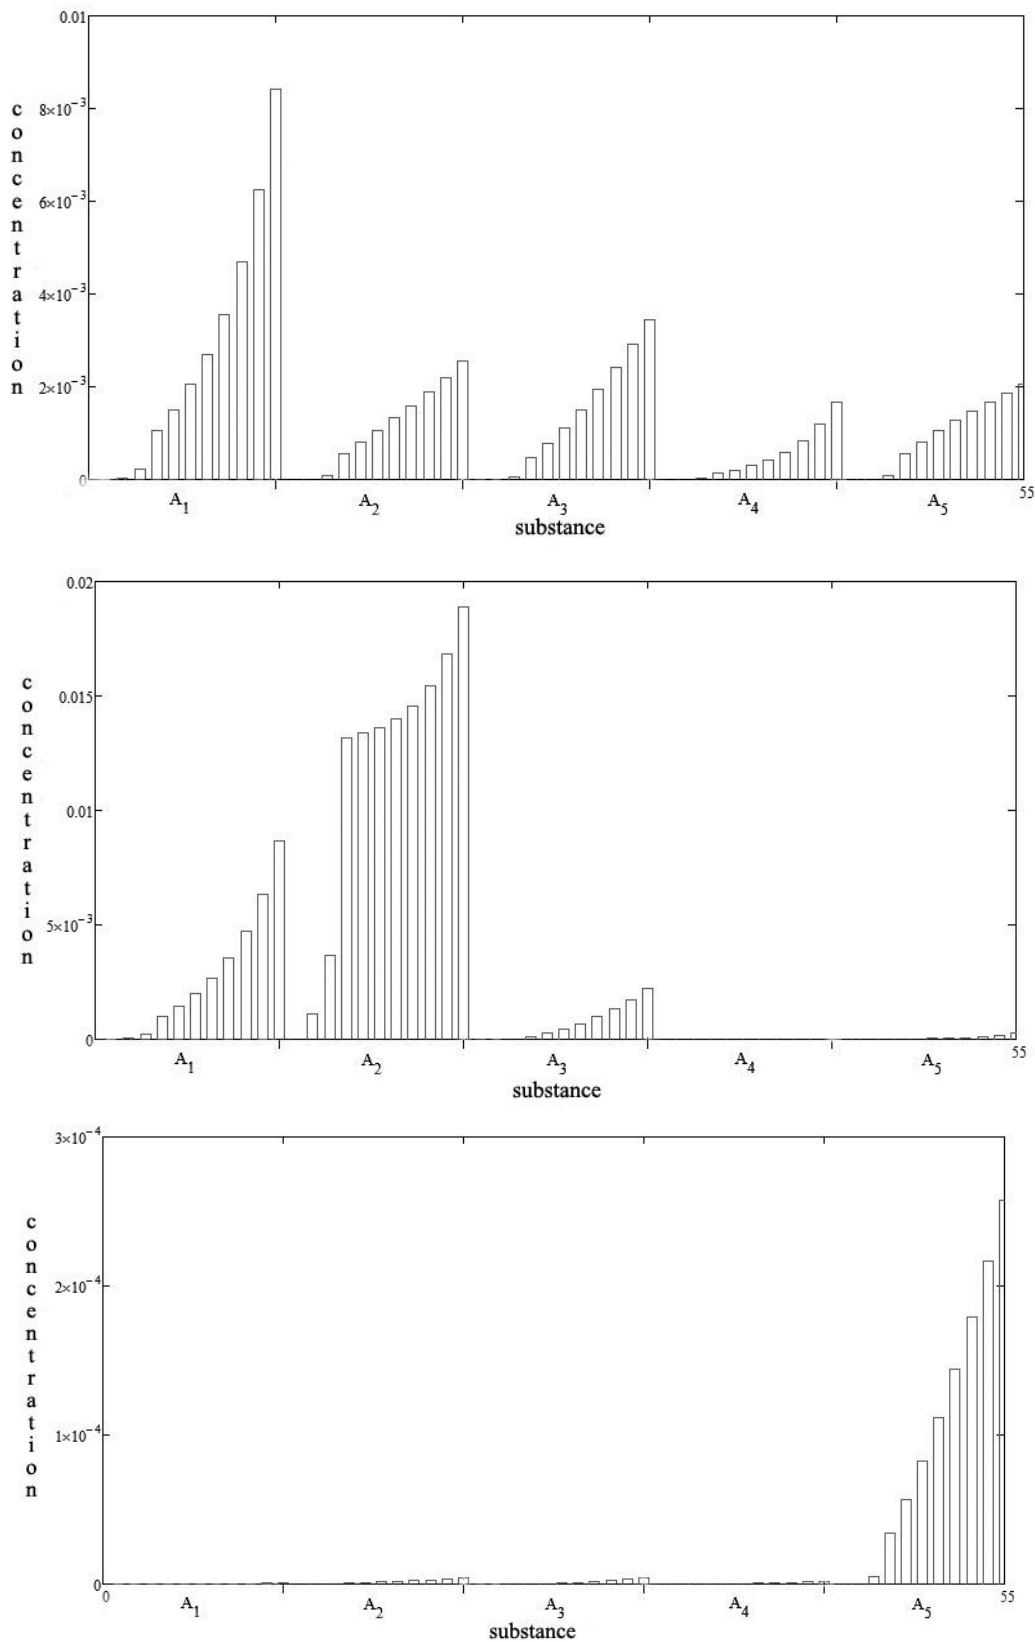 0.01
concentration
8×10⁻³
6×10⁻³
4×10⁻³
2×10⁻³
0
A₁ A₂ A₃ A₄ A₅ 55
substance
0.02
concentration
0.015
0.01
5×10⁻³
0
A₁ A₂ A₃ A₄ A₅ 55
substance
3×10⁻⁴
concentration
2×10⁻⁴
1×10⁻⁴
0
0 A₁ A₂ A₃ A₄ A₅ 55
substance